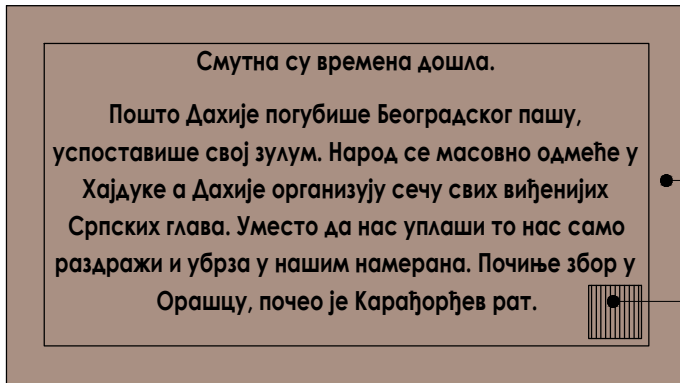 Смутна су времена дошла.
Пошто Дахије погубише Београдског пашу,
успоставише свој зулум. Народ се масовно одмеће у
Хајдуке а Дахије организују сечу свих виђенијих
Српских глава. Уместо да нас уплаши то нас само
раздражи и убрза у нашим намерана. Почиње збор у
Орашцу, почео је Карађорђев рат.